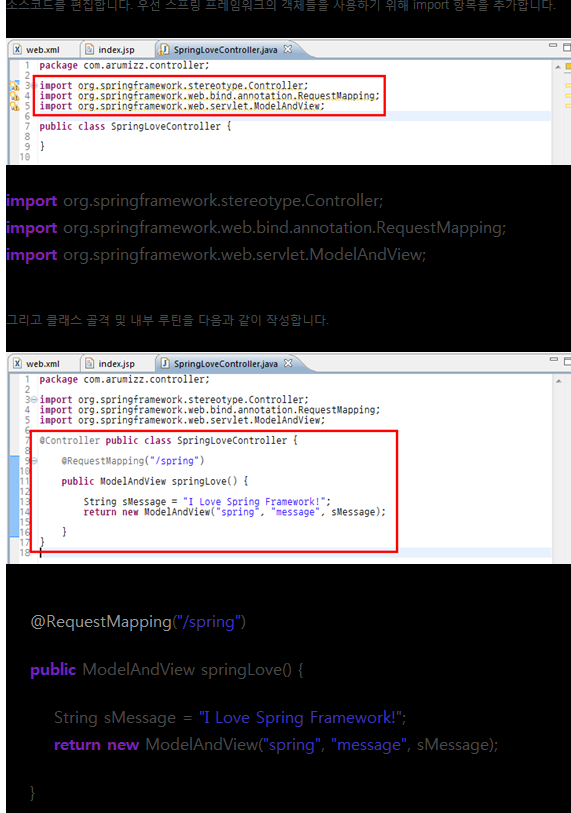 소스코드를 편집합니다. 우선 스프링 프레임워크의 객체들을 사용하기 위해 import 항목을 추가합니다.
web.xml index.jsp SpringLoveController.java
1 package com.arumizz.controller;
2
3 import org.springframework.stereotype.Controller;
4 import org.springframework.web.bind.annotation.RequestMapping;
5 import org.springframework.web.servlet.ModelAndView;
6
7 public class SpringLoveController {
8
9 }
10
import org.springframework.stereotype.Controller;
import org.springframework.web.bind.annotation.RequestMapping;
import org.springframework.web.servlet.ModelAndView;
그리고 클래스 골격 및 내부 루틴을 다음과 같이 작성합니다.
web.xml index.jsp SpringLoveController.java
1 package com.arumizz.controller;
2
3 import org.springframework.stereotype.Controller;
4 import org.springframework.web.bind.annotation.RequestMapping;
5 import org.springframework.web.servlet.ModelAndView;
6
7 @Controller public class SpringLoveController {
8
9 @RequestMapping("/spring")
10
11 public ModelAndView springLove() {
12
13 String sMessage = "I Love Spring Framework!";
14 return new ModelAndView("spring", "message", sMessage);
15
16 }
17 }
18
@RequestMapping("/spring")
public ModelAndView springLove() {
String sMessage = "I Love Spring Framework!";
return new ModelAndView("spring", "message", sMessage);
}